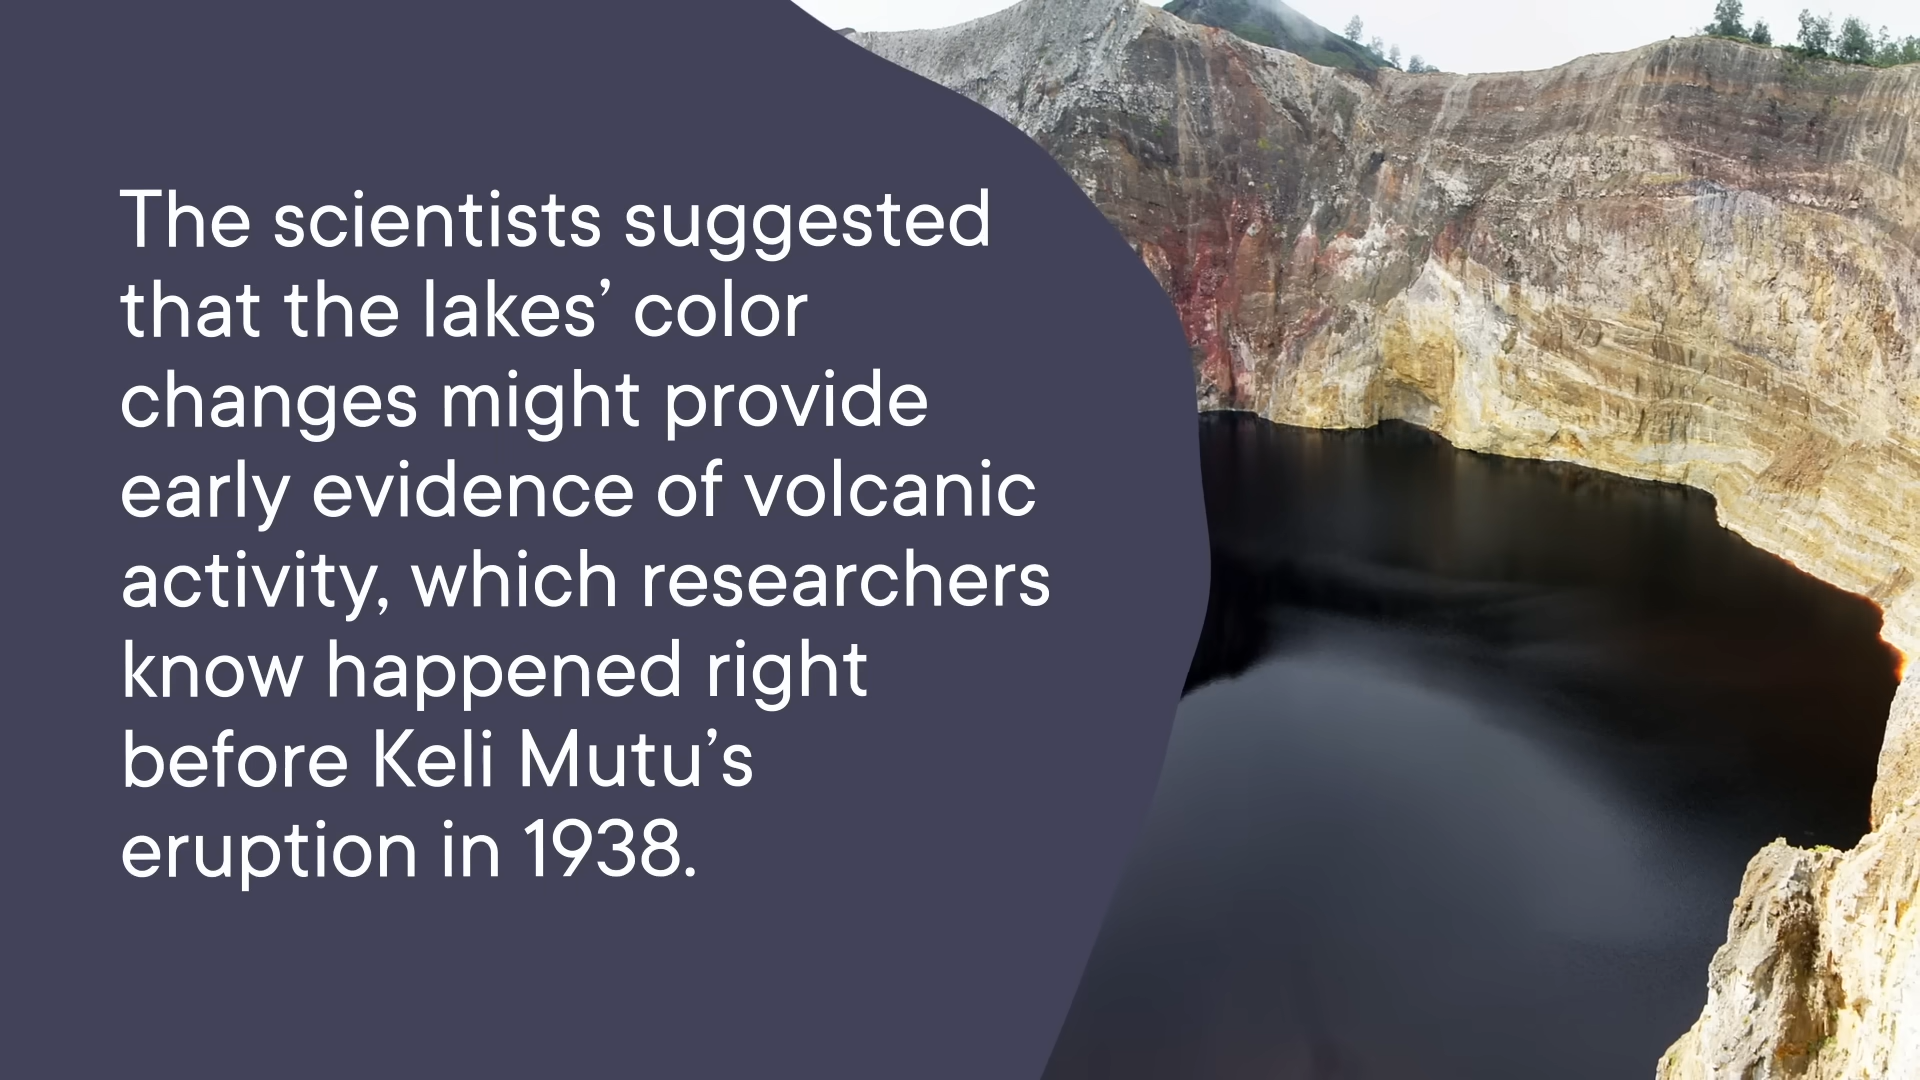 The scientists suggested
that the lakes’ color
changes might provide
early evidence of volcanic
activity, which researchers
know happened right
before Keli Mutu’s
eruption in 1938.